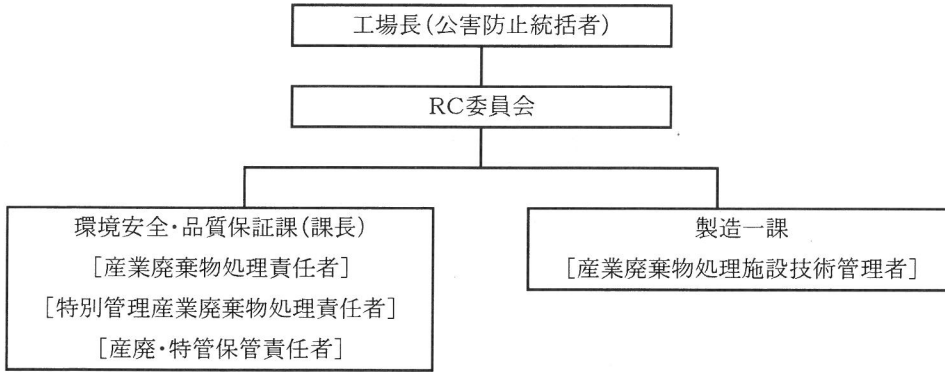 工場長(公害防止統括者)
RC委員会
環境安全・品質保証課(課長)
[産業廃棄物処理責任者]
[特別管理産業廃棄物処理責任者]
[産廃・特管保管責任者]
製造一課
[産業廃棄物処理施設技術管理者]